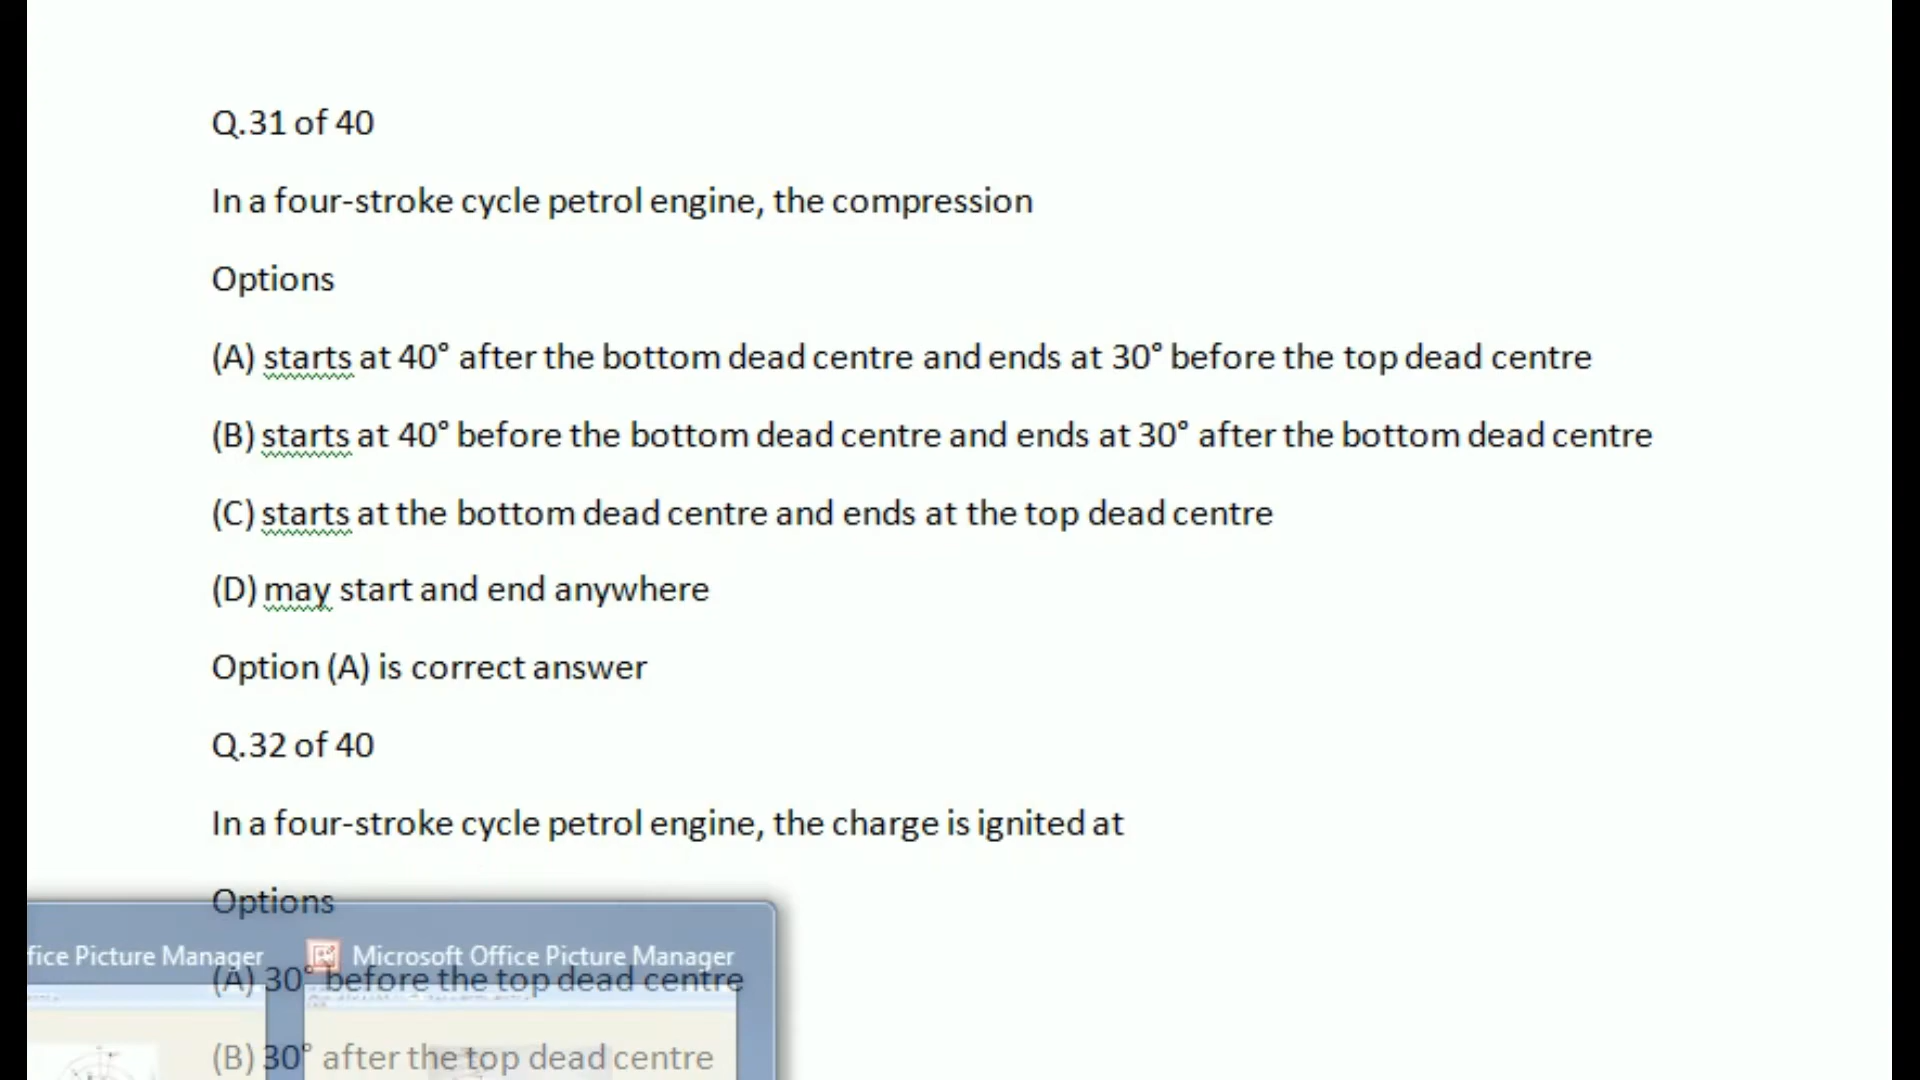 Q.31 of 40
In a four-stroke cycle petrol engine, the compression
Options
(A) starts at 40° after the bottom dead centre and ends at 30° before the top dead centre
(B) starts at 40° before the bottom dead centre and ends at 30° after the bottom dead centre
(C) starts at the bottom dead centre and ends at the top dead centre
(D) may start and end anywhere
Option (A) is correct answer
Q.32 of 40
In a four-stroke cycle petrol engine, the charge is ignited at
Options
fice Picture Manager Microsoft Office Picture Manager
(A) 30° before the top dead centre
(B) 30° after the top dead centre